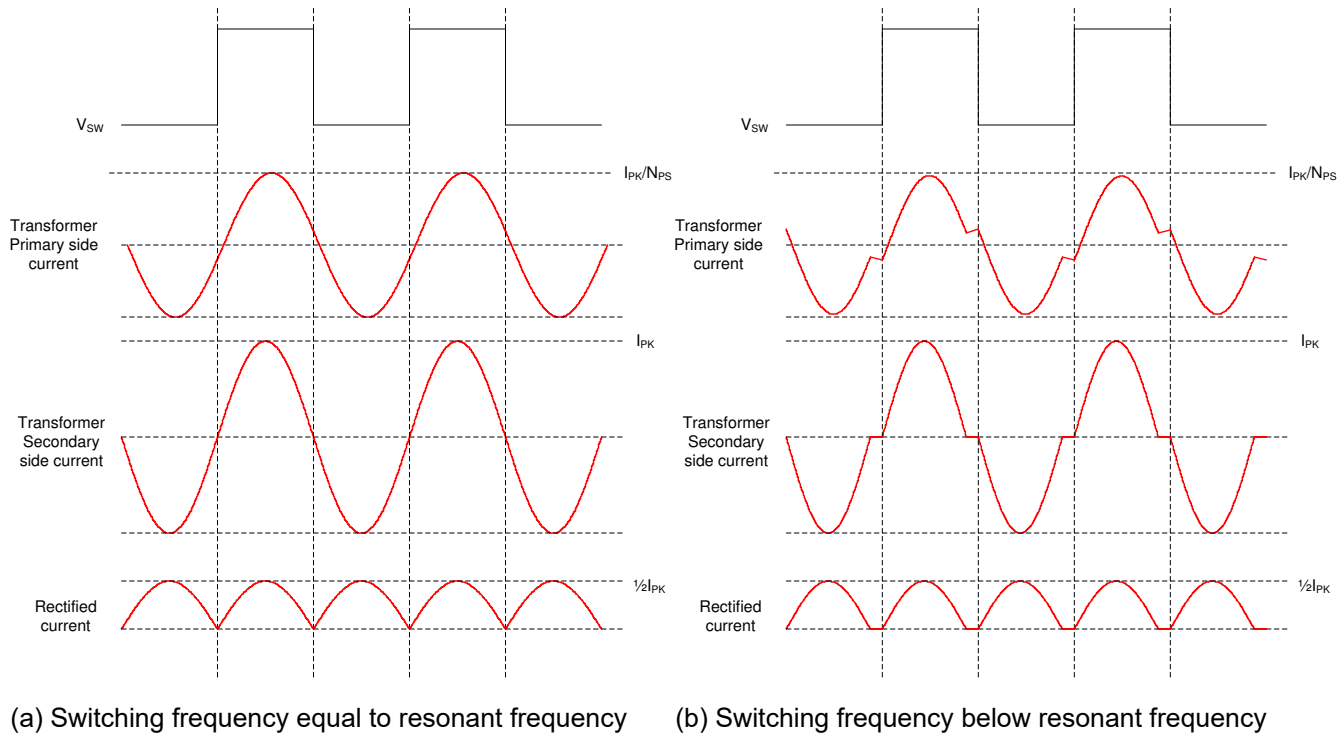 V_SW
I_PK/N_PS
Transformer
Primary side
current
I_PK
Transformer
Secondary
side current
½I_PK
Rectified
current
(a) Switching frequency equal to resonant frequency
V_SW
I_PK/N_PS
Transformer
Primary side
current
I_PK
Transformer
Secondary
side current
½I_PK
Rectified
current
(b) Switching frequency below resonant frequency